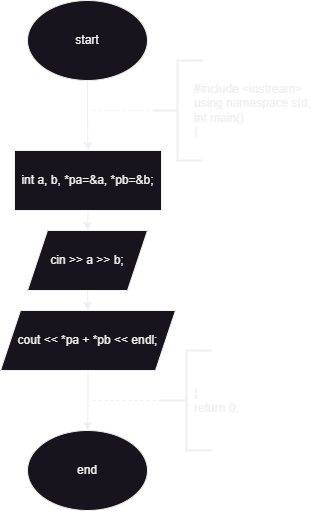 start
#include <iostream>
using namespace std;
int main()
{
int a, b, *pa=&a, *pb=&b;
cin >> a >> b;
cout << *pa + *pb << endl;
}
return 0;
end